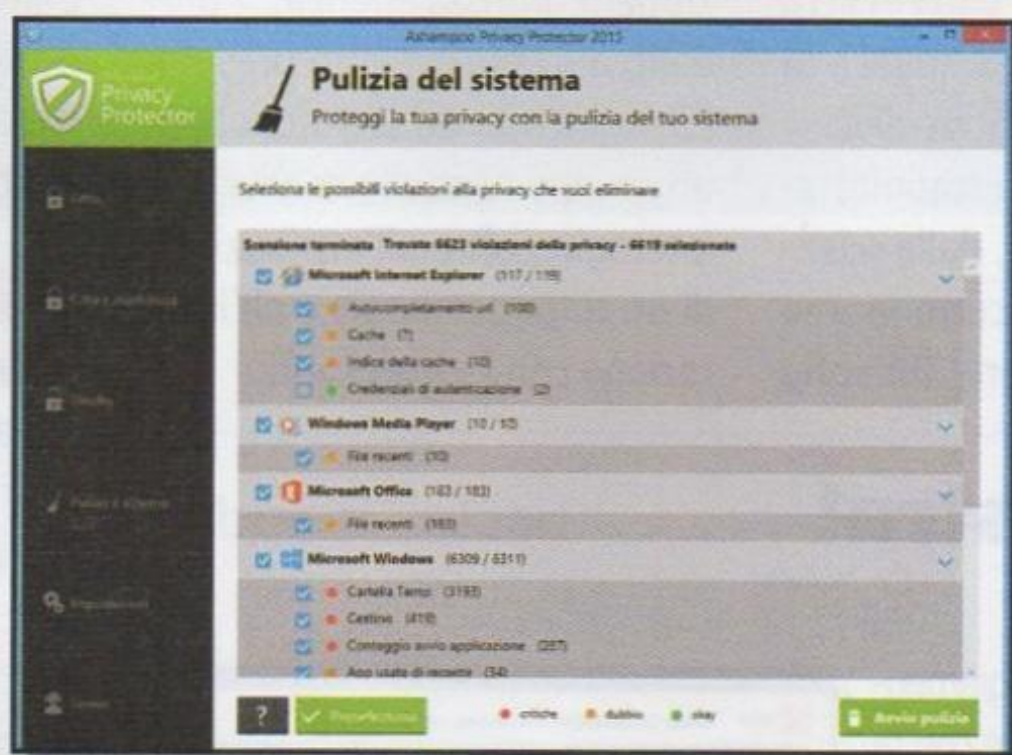 Ashampoo Privacy Protector 2015
Privacy
Protector
Pulizia del sistema
Proteggi la tua privacy con la pulizia del tuo sistema
Seleziona le possibili violazioni alla privacy che vuoi eliminare
Scansione terminata Trovate 6623 violazioni della privacy - 6619 selezionate
Microsoft Internet Explorer (117 / 119)
Autocompletamento url (100)
Cache (7)
Indice della cache (10)
Credenziali di autenticazione (2)
Windows Media Player (10 / 10)
File recenti (10)
Microsoft Office (183 / 183)
File recenti (183)
Microsoft Windows (6309 / 6311)
Cartella Temp (3193)
Cestino (419)
Conteggio avvio applicazione (287)
App usate di recente (54)
Impostazioni
?
critiche
dubbio
okay
Avvio pulizia